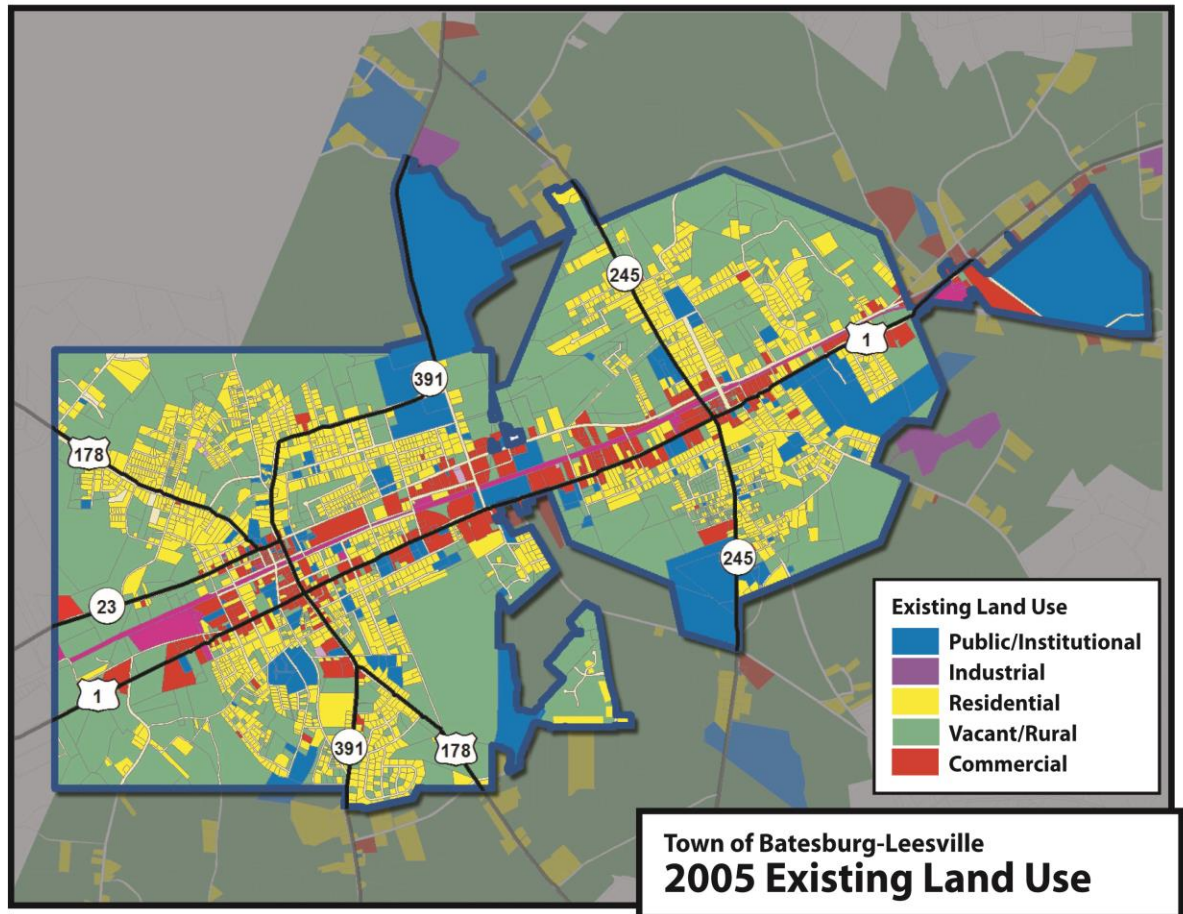 245
1
391
178
23
245
1
391
178
Existing Land Use
Public/Institutional
Industrial
Residential
Vacant/Rural
Commercial
Town of Batesburg-Leesville
2005 Existing Land Use